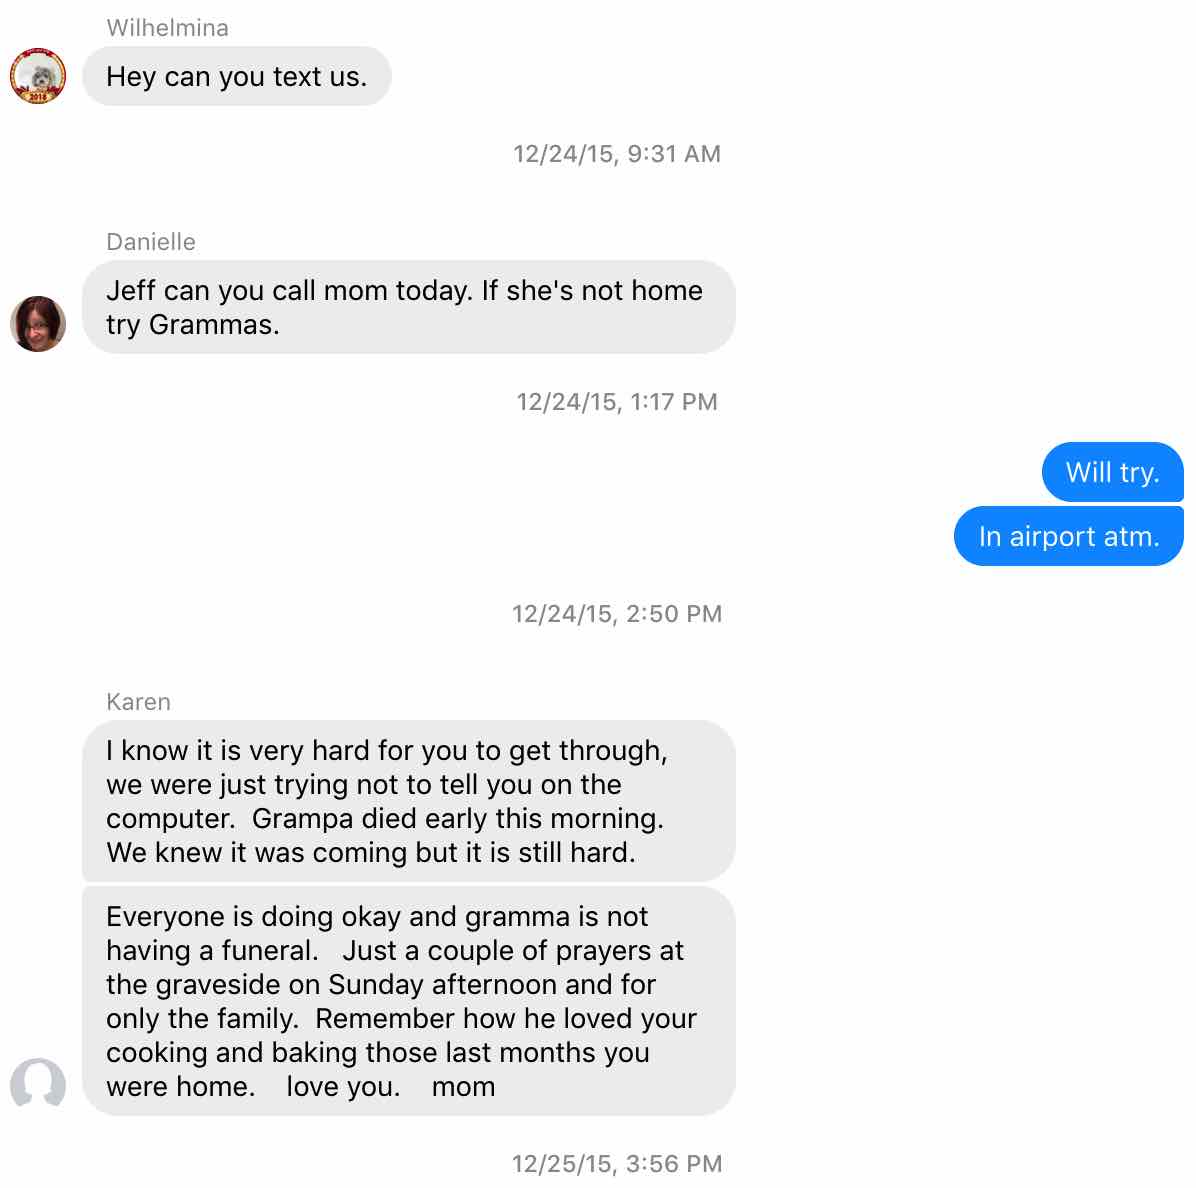 Wilhelmina
Hey can you text us.
2018
12/24/15, 9:31 AM
Danielle
Jeff can you call mom today. If she's not home
try Grammas.
12/24/15, 1:17 PM
Will try.
In airport atm.
12/24/15, 2:50 PM
Karen
I know it is very hard for you to get through,
we were just trying not to tell you on the
computer.  Grampa died early this morning.
We knew it was coming but it is still hard.
Everyone is doing okay and gramma is not
having a funeral.   Just a couple of prayers at
the graveside on Sunday afternoon and for
only the family.  Remember how he loved your
cooking and baking those last months you
were home.    love you.    mom
12/25/15, 3:56 PM